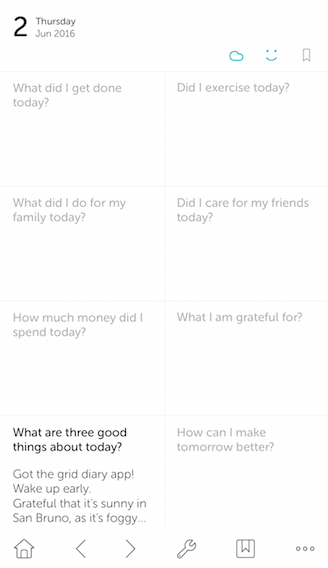 2 Thursday
Jun 2016
What did I get done
today?
Did I exercise today?
What did I do for my
family today?
Did I care for my friends
today?
How much money did I
spend today?
What I am grateful for?
What are three good
things about today?
Got the grid diary app!
Wake up early.
Grateful that it's sunny in
San Bruno, as it's foggy...
How can I make
tomorrow better?